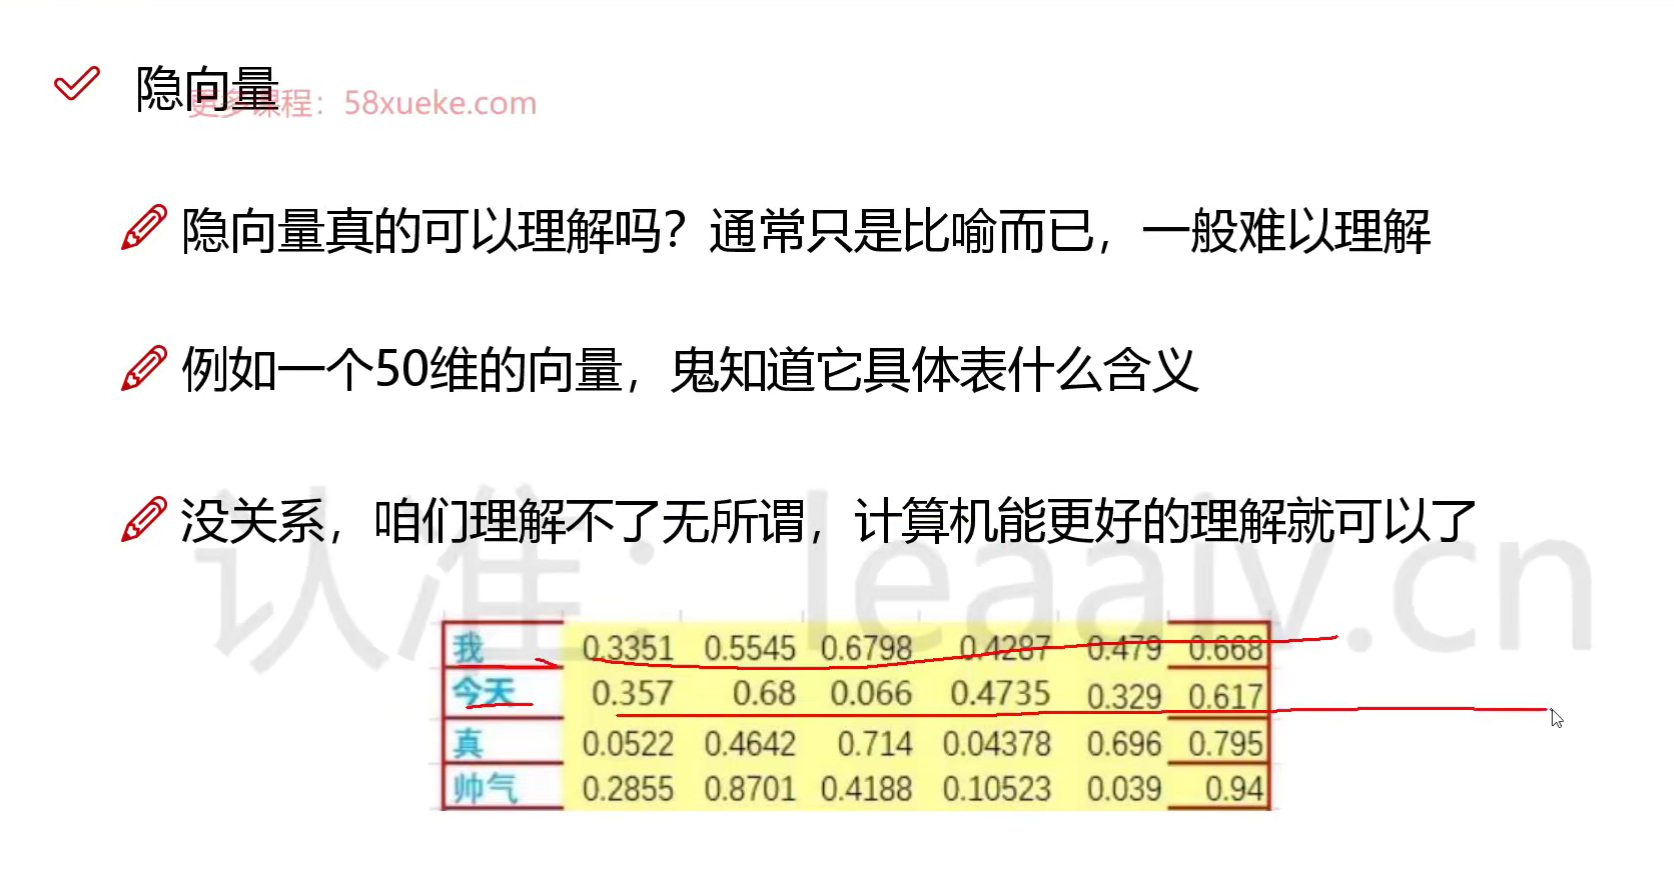 隐向量
更多课程：58xueke.com
隐向量真的可以理解吗？通常只是比喻而已，一般难以理解
例如一个50维的向量，鬼知道它具体表什么含义
没关系，咱们理解不了无所谓，计算机能更好的理解就可以了
认准：leaaiv.cn
我 0.3351 0.5545 0.6798 0.4287 0.479 0.668
今天 0.357 0.68 0.066 0.4735 0.329 0.617
真 0.0522 0.4642 0.714 0.04378 0.696 0.795
帅气 0.2855 0.8701 0.4188 0.10523 0.039 0.94